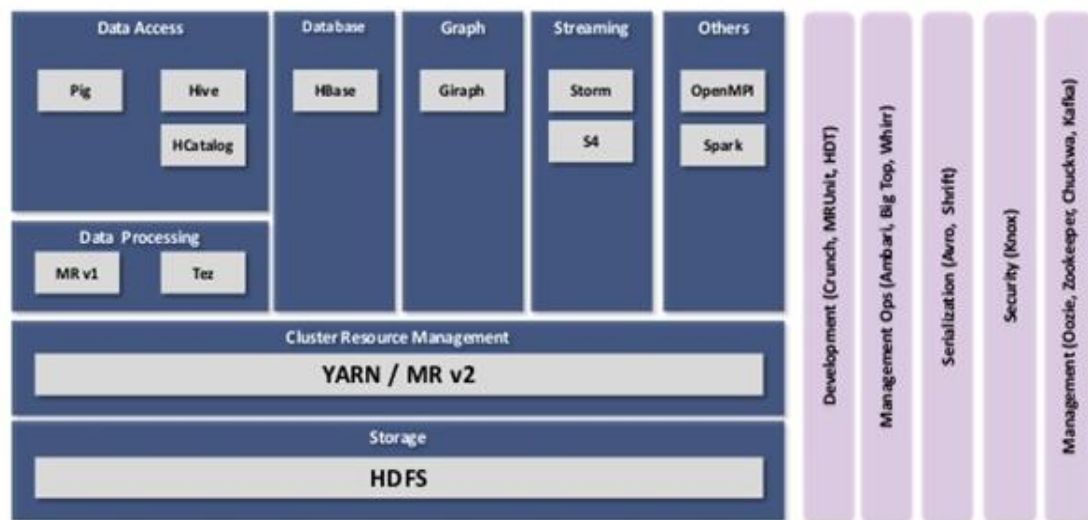 Data Access
Pig
Hive
HCatalog
Data Processing
MR v1
Tez
Database
HBase
Graph
Giraph
Streaming
Storm
S4
Others
OpenMPI
Spark
Cluster Resource Management
YARN / MR v2
Storage
HDFS
Development (Crunch, MRUnit, HDT)
Management Ops (Ambari, Big Top, Whirr)
Serialization (Avro, Shrift)
Security (Knox)
Management (Oozie, Zookeeper, Chuckwa, Kafka)